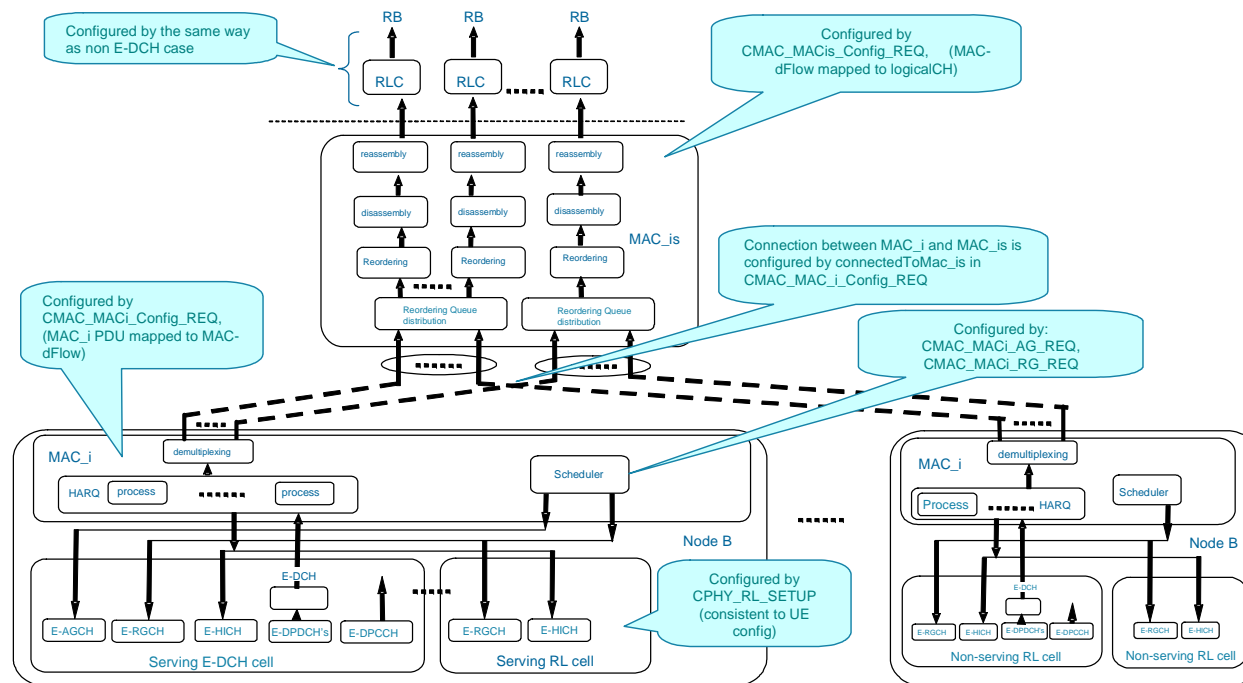 RB
RB
RB
Configured by the same way
as non E-DCH case
RLC
RLC
RLC
Configured by
CMAC_MACis_Config_REQ, (MAC-
dFlow mapped to logicalCH)
reassembly
reassembly
reassembly
disassembly
disassembly
disassembly
MAC_is
Reordering
Reordering
Reordering
Reordering Queue
distribution
Reordering Queue
distribution
Connection between MAC_i and MAC_is is
configured by connectedToMac_is in
CMAC_MAC_i_Config_REQ
Configured by
CMAC_MACi_Config_REQ,
(MAC_i PDU mapped to MAC-
dFlow)
Configured by:
CMAC_MACi_AG_REQ,
CMAC_MACi_RG_REQ
MAC_i
demultiplexing
HARQ
process
process
Scheduler
Node B
E-DCH
E-AGCH
E-RGCH
E-HICH
E-DPDCH's
E-DPCCH
Serving E-DCH cell
E-RGCH
E-HICH
Serving RL cell
Configured by
CPHY_RL_SETUP
(consistent to UE
config)
MAC_i
demultiplexing
Process
HARQ
Scheduler
Node B
E-DCH
E-RGCH
E-HICH
E-DPDCH's
E-DPCCH
Non-serving RL cell
E-RGCH
E-HICH
Non-serving RL cell